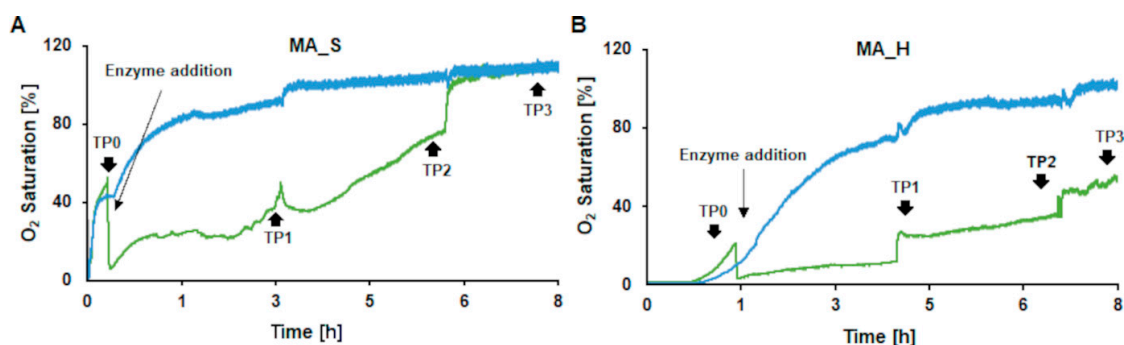 A
MA_S
O₂ Saturation [%]
120
80
40
0
Enzyme addition
TP0
TP1
TP2
TP3
0 1 3 5 6 8
Time [h]
B
MA_H
O₂ Saturation [%]
120
80
40
0
Enzyme addition
TP0
TP1
TP2
TP3
0 1 3 5 6 8
Time [h]